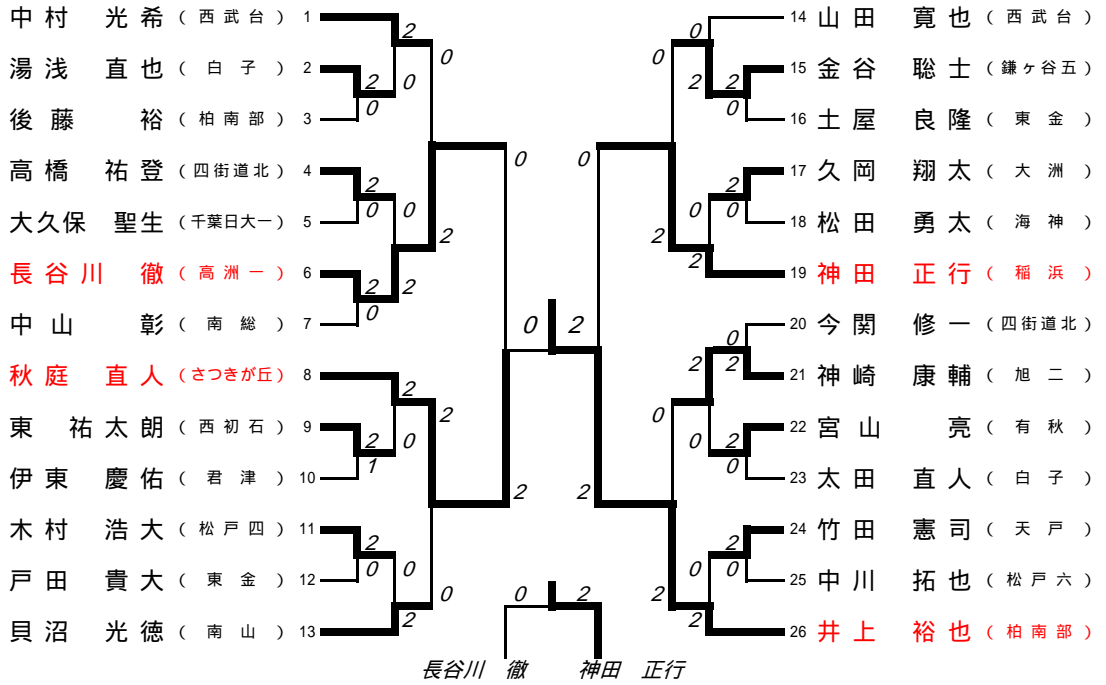 中村 光希 (西武台) 1
湯浅 直也 (白子) 2
後藤 裕 (柏南部) 3
高橋 祐登 (四街道北) 4
大久保 聖生 (千葉日大一) 5
長谷川 徹 (高洲一) 6
中山 彰 (南総) 7
秋庭 直人 (さつきが丘) 8
東 祐太朗 (西初石) 9
伊東 慶佑 (君津) 10
木村 浩大 (松戸四) 11
戸田 貴大 (東金) 12
貝沼 光徳 (南山) 13
2
0
2
0
0
2
0
0
2
2
0
2
0
2
2
0
2
1
0
2
2
0
0
0
2
0 2
0 2
長谷川 徹 神田 正行
0
0
2
2
0
2
0
0
2
2
0
0
2
2
0
2
0
2
0
2
0
0
2
2
14 山田 寛也 (西武台)
15 金谷 聡士 (鎌ヶ谷五)
16 土屋 良隆 (東金)
17 久岡 翔太 (大洲)
18 松田 勇太 (海神)
19 神田 正行 (稲浜)
20 今関 修一 (四街道北)
21 神崎 康輔 (旭二)
22 宮山 亮 (有秋)
23 太田 直人 (白子)
24 竹田 憲司 (天戸)
25 中川 拓也 (松戸六)
26 井上 裕也 (柏南部)